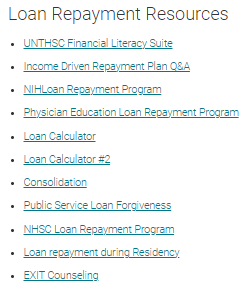 Loan Repayment Resources
UNTHSC Financial Literacy Suite
Income Driven Repayment Plan Q&A
NIHLoan Repayment Program
Physician Education Loan Repayment Program
Loan Calculator
Loan Calculator #2
Consolidation
Public Service Loan Forgiveness
NHSC Loan Repayment Program
Loan repayment during Residency
EXIT Counseling